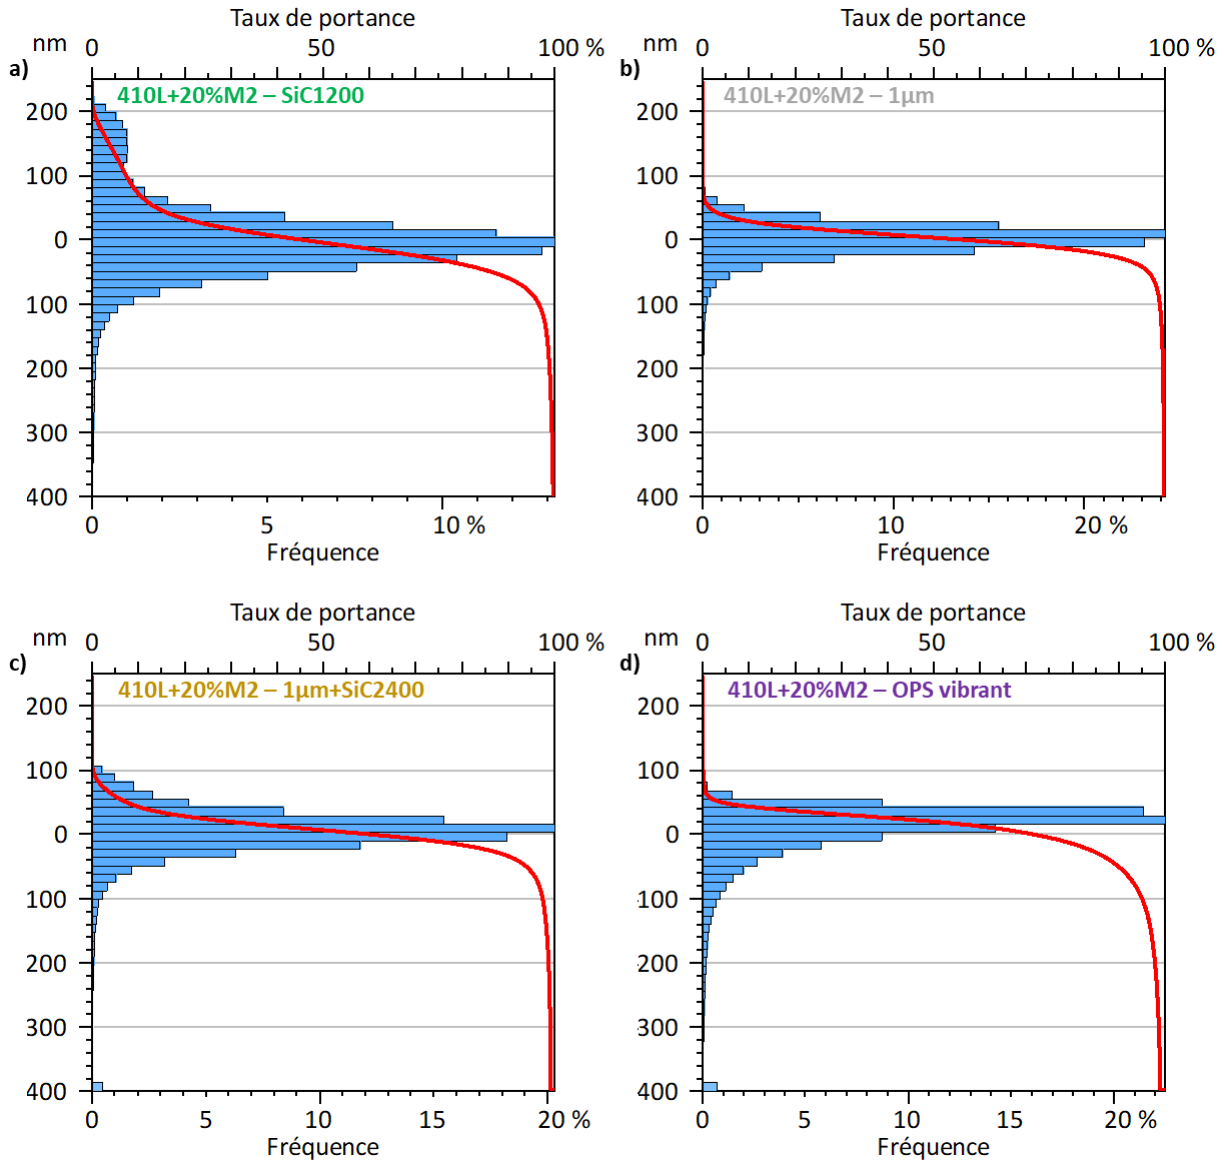 Taux de portance
nm 0 50 100 %
a)
410L+20%M2 – SiC1200
200
100
0
100
200
300
400
0 5 10 %
Fréquence
Taux de portance
nm 0 50 100 %
b)
410L+20%M2 – 1µm
200
100
0
100
200
300
400
0 10 20 %
Fréquence
Taux de portance
nm 0 50 100 %
c)
410L+20%M2 – 1µm+SiC2400
200
100
0
100
200
300
400
0 5 10 15 20 %
Fréquence
Taux de portance
nm 0 50 100 %
d)
410L+20%M2 – OPS vibrant
200
100
0
100
200
300
400
0 5 10 15 20 %
Fréquence